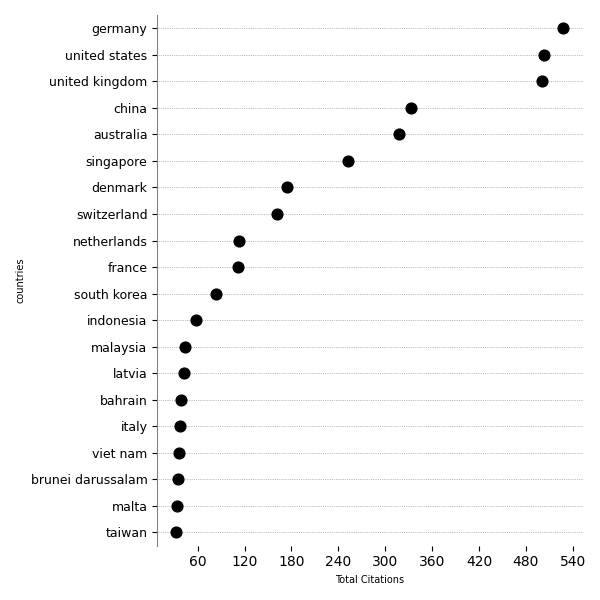 germany
united states
united kingdom
china
australia
singapore
denmark
switzerland
netherlands
france
south korea
indonesia
malaysia
latvia
bahrain
italy
viet nam
brunei darussalam
malta
taiwan
countries
60 120 180 240 300 360 420 480 540
Total Citations